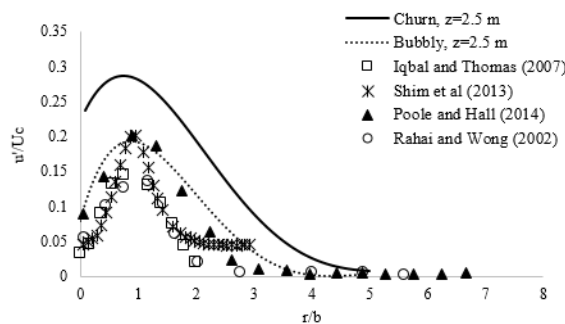 0.35
0.3
0.25
0.2
0.15
0.1
0.05
0
u'/Uc
0 1 2 3 4 5 6 7 8
r/b
Churn, z=2.5 m
Bubbly, z=2.5 m
Iqbal and Thomas (2007)
Shim et al (2013)
Poole and Hall (2014)
Rahai and Wong (2002)